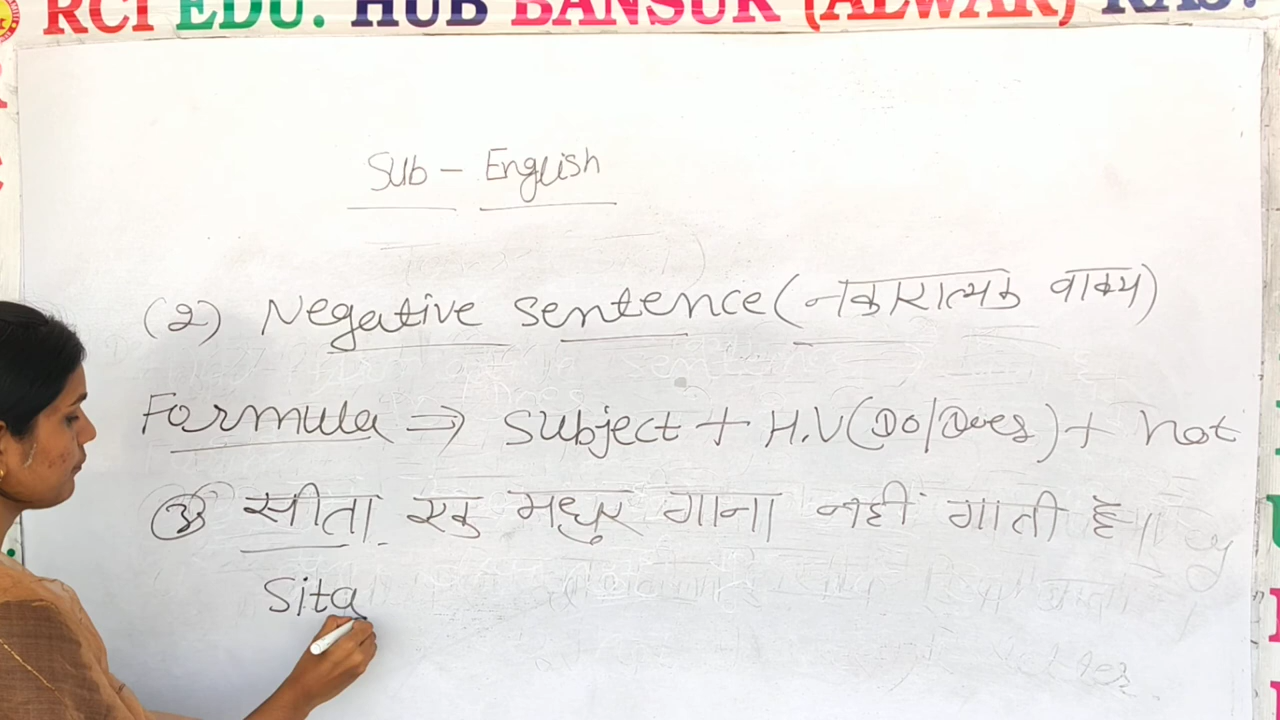 RCI EDU. HUB BANSUR (ALWAR) RAJ.
Sub - English
(2) Negative sentence (नकारात्मक वाक्य)
Formula ⇒ Subject + H.V (Do/Does) + not
③ सीता एक मधुर गाना नहीं गाती है।
Sita